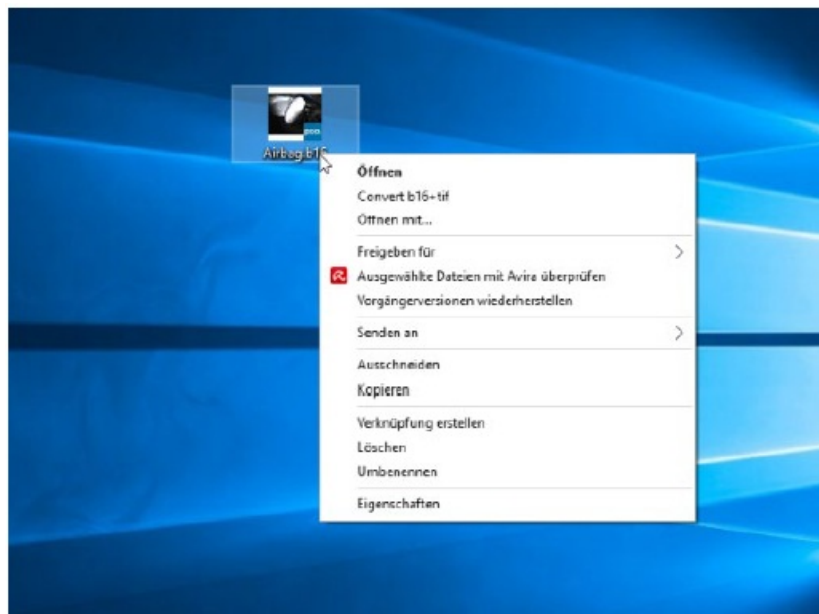 pco.
Airbag.b16
Öffnen
Convert b16+tif
Öffnen mit...
Freigeben für
Ausgewählte Dateien mit Avira überprüfen
Vorgängerversionen wiederherstellen
Senden an
Ausschneiden
Kopieren
Verknüpfung erstellen
Löschen
Umbenennen
Eigenschaften